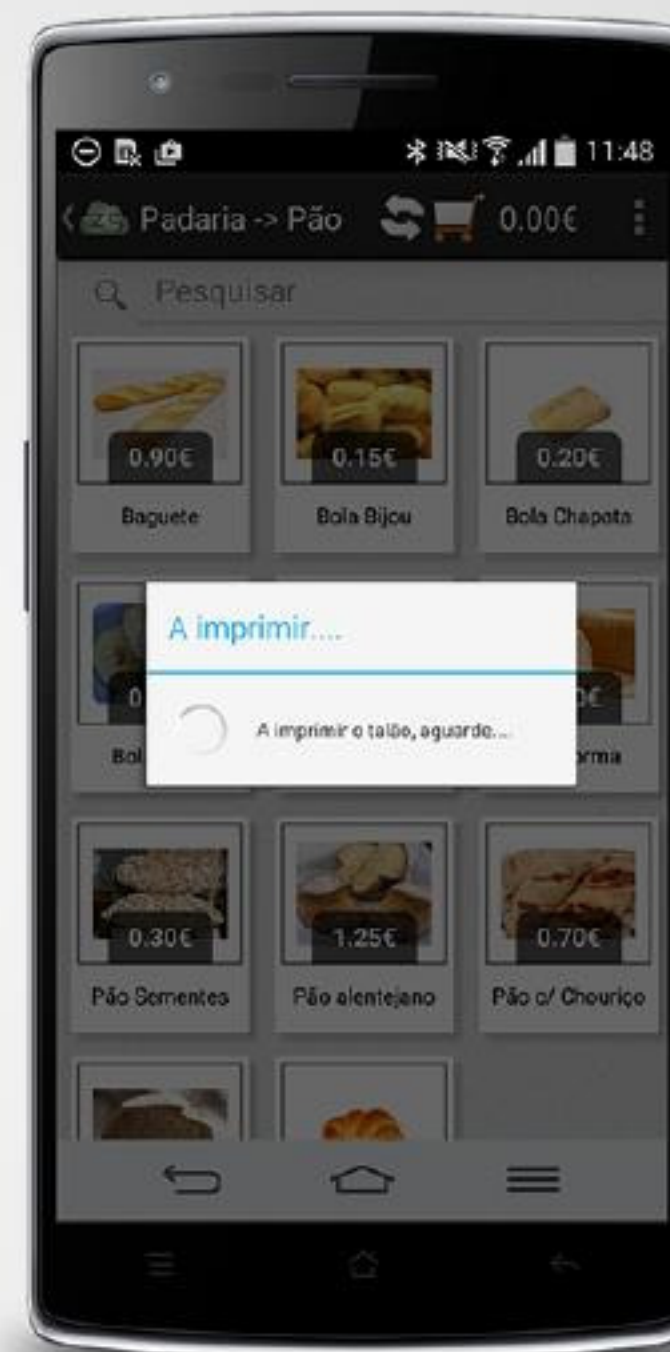 11:48
Padaria -> Pão 0.00€
Pesquisar
0.90€ 0.15€ 0.20€
Baguete Bola Bijou Bola Chapata
A imprimir....
A imprimir o talão, aguarde....
0.30€ 1.25€ 0.70€
Pão Sementes Pão alentejano Pão c/ Chouriço